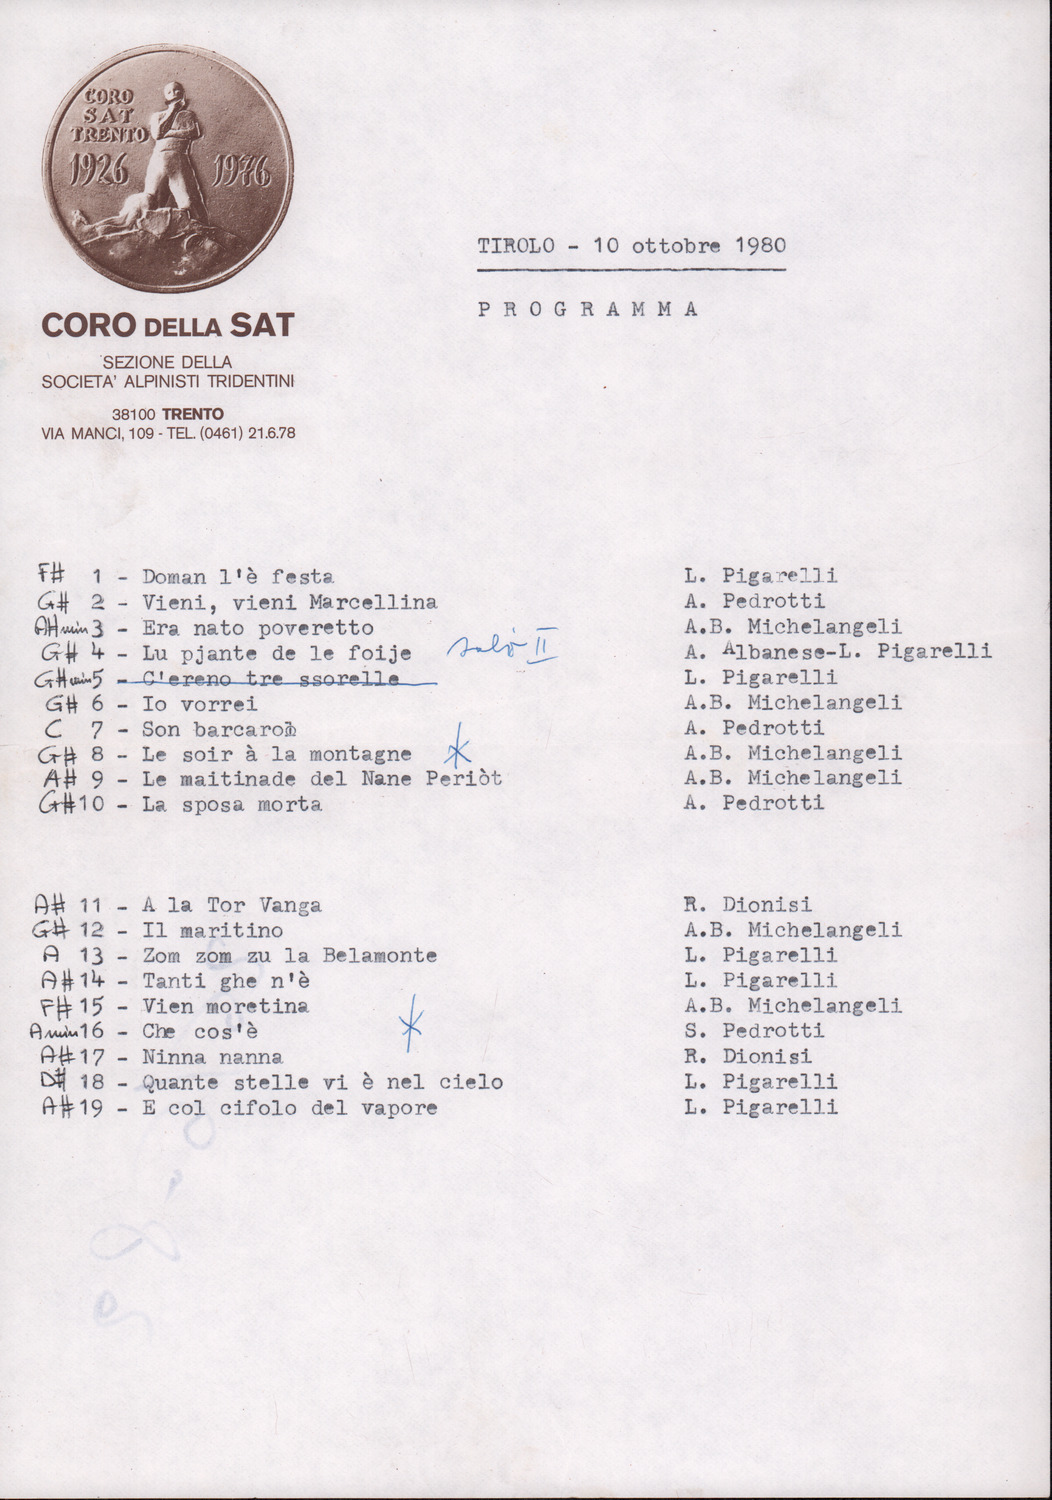 CORO
SAT
TRENTO
1926 1976
CORO DELLA SAT
SEZIONE DELLA
SOCIETA' ALPINISTI TRIDENTINI
38100 TRENTO
VIA MANCI, 109 - TEL. (0461) 21.6.78
TIROLO - 10 ottobre 1980
PROGRAMMA
F# 1 - Doman l'è festa L. Pigarelli
G# 2 - Vieni, vieni Marcellina A. Pedrotti
A# min 3 - Era nato poveretto A.B. Michelangeli
G# 4 - Lu pjante de le foije II A. Albanese-L. Pigarelli
G# min 5 - C'ereno tre ssorelle L. Pigarelli
G# 6 - Io vorrei A.B. Michelangeli
C 7 - Son barcarol A. Pedrotti
G# 8 - Le soir à la montagne * A.B. Michelangeli
A# 9 - Le maitinade del Nane Periòt A.B. Michelangeli
G# 10 - La sposa morta A. Pedrotti
A# 11 - A la Tor Vanga R. Dionisi
G# 12 - Il maritino A.B. Michelangeli
A 13 - Zom zom zu la Belamonte L. Pigarelli
A# 14 - Tanti ghe n'è L. Pigarelli
F# 15 - Vien moretina A.B. Michelangeli
A min 16 - Che cos'è * S. Pedrotti
A# 17 - Ninna nanna R. Dionisi
D# 18 - Quante stelle vi è nel cielo L. Pigarelli
A# 19 - E col cifolo del vapore L. Pigarelli